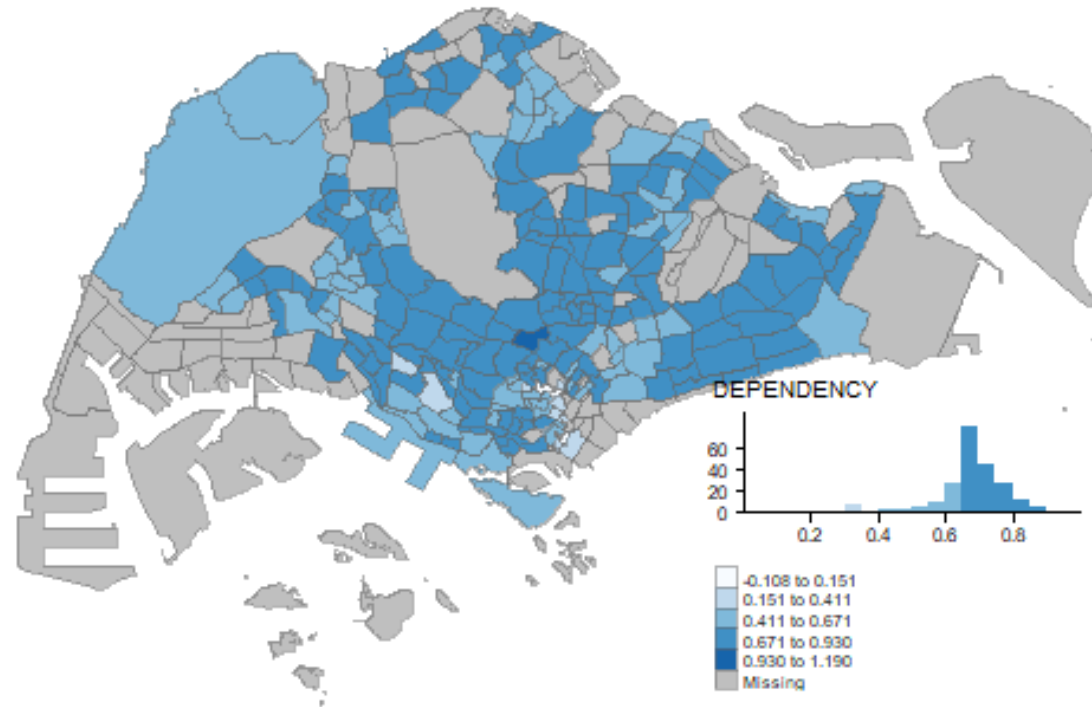 DEPENDENCY
60
40
20
0
0.2 0.4 0.6 0.8
-0.108 to 0.151
0.151 to 0.411
0.411 to 0.671
0.671 to 0.930
0.930 to 1.190
Missing